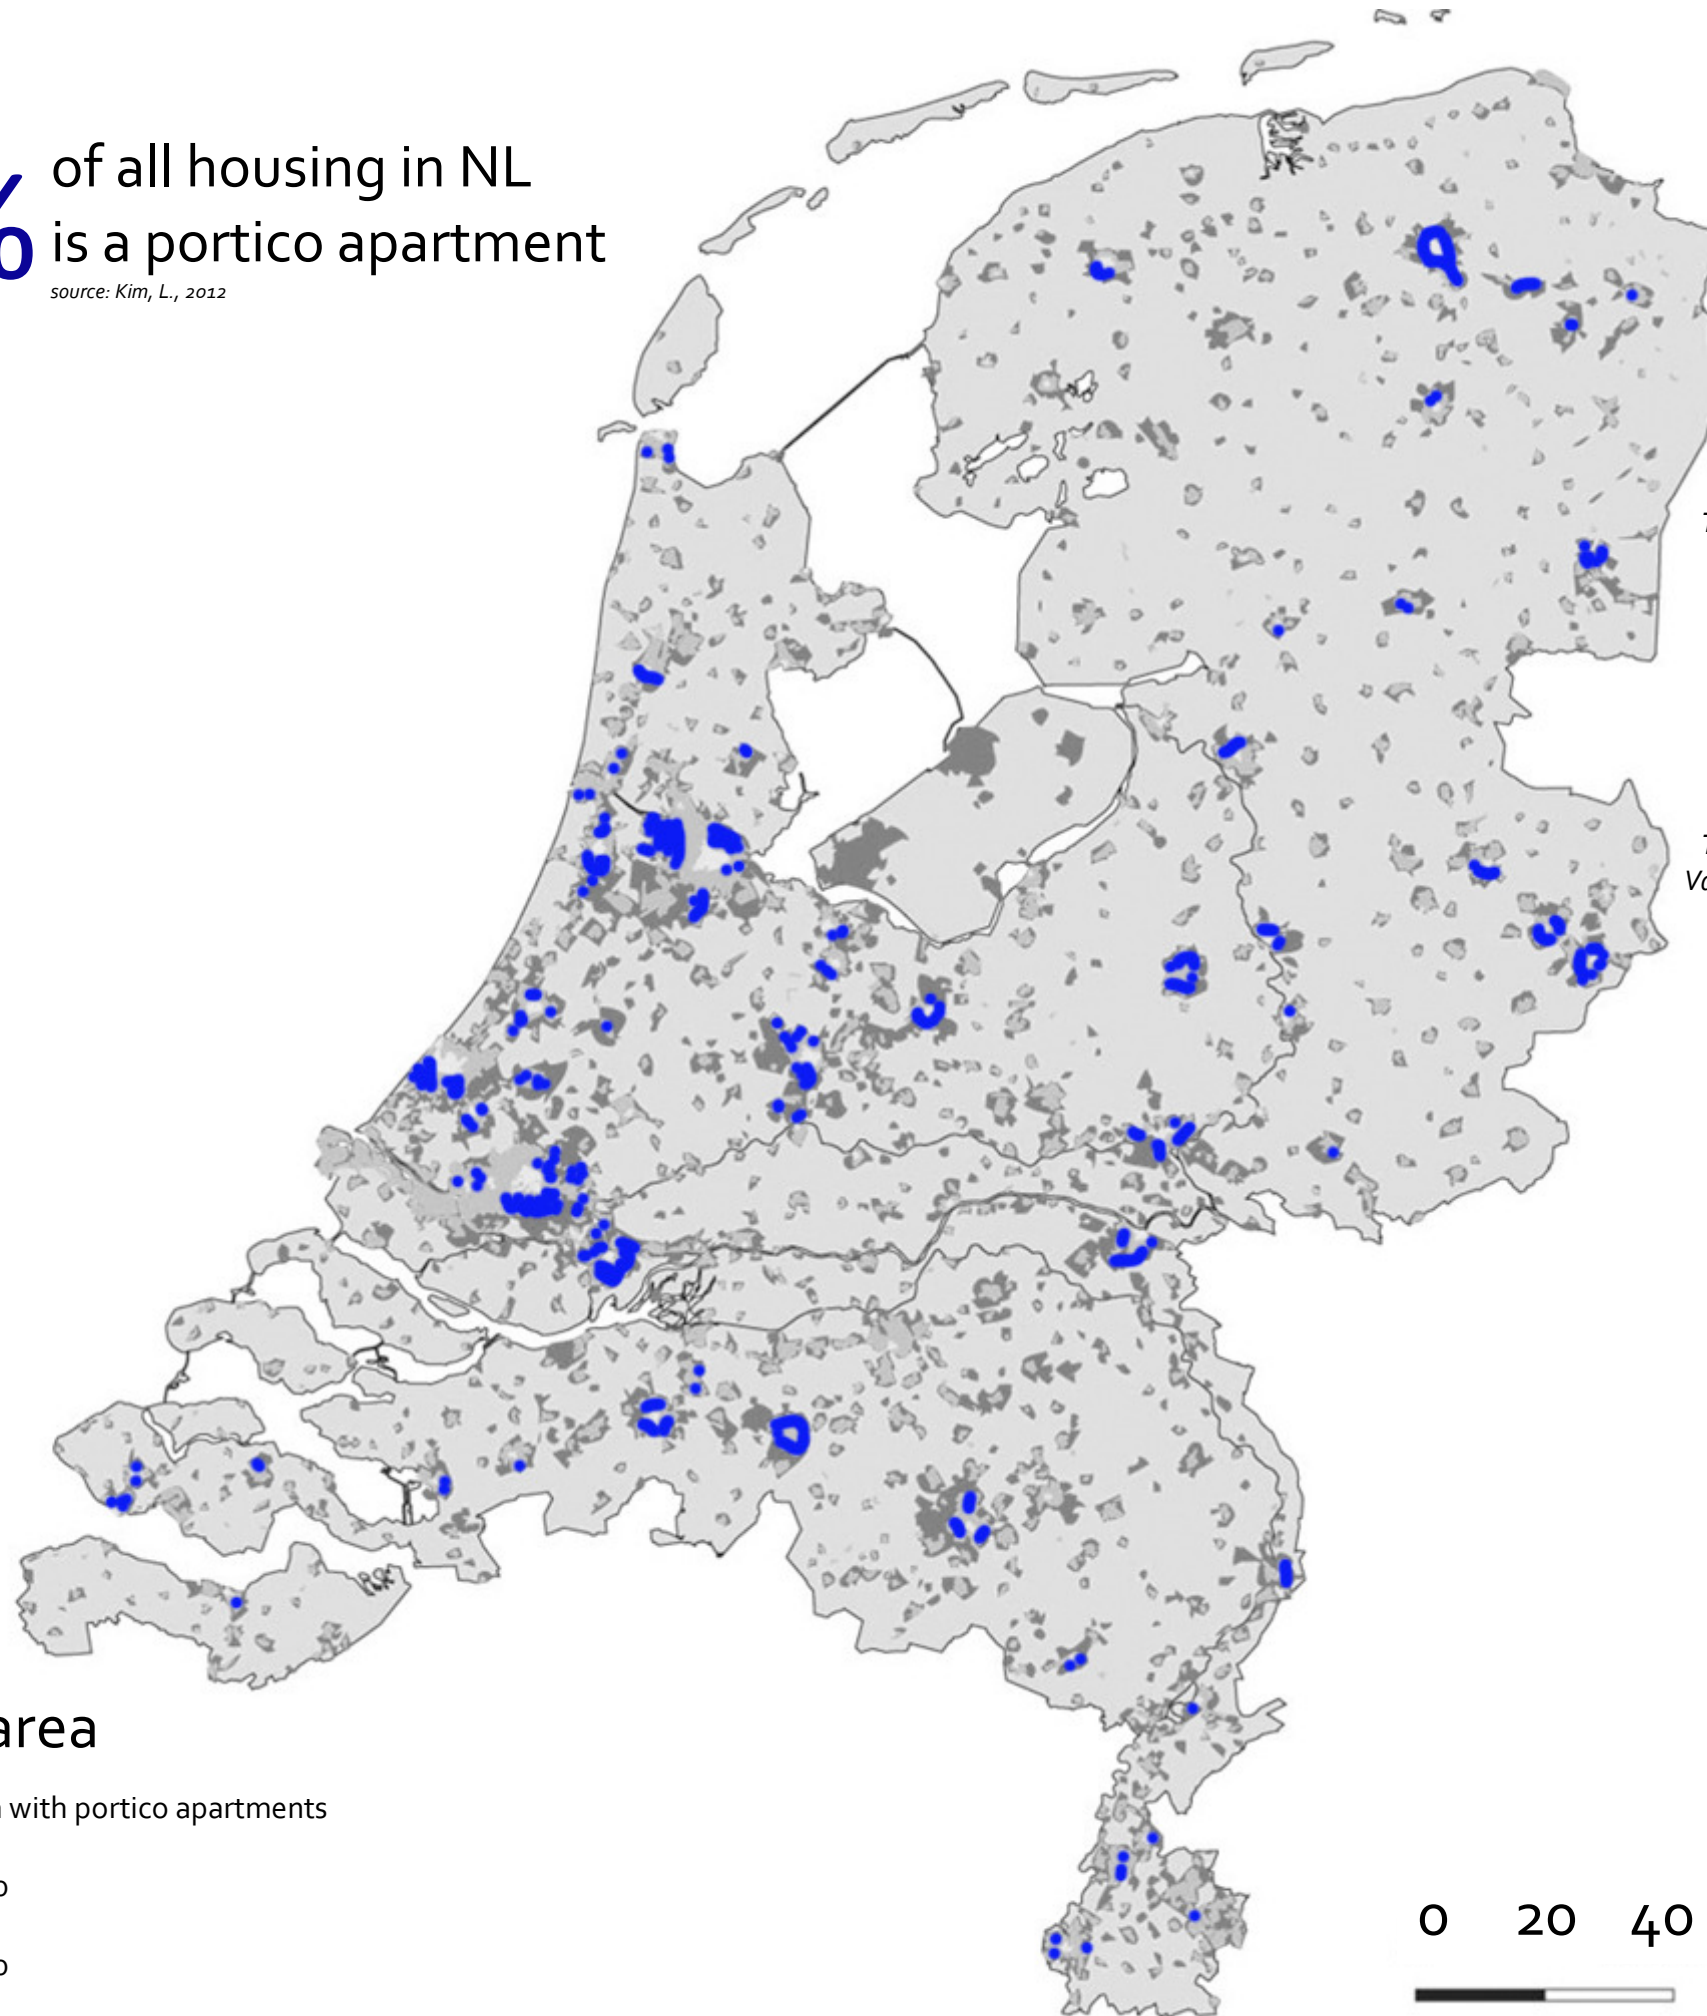 of all housing in NL
% is a portico apartment
source: Kim, L., 2012
area
with portico apartments
0 20 40